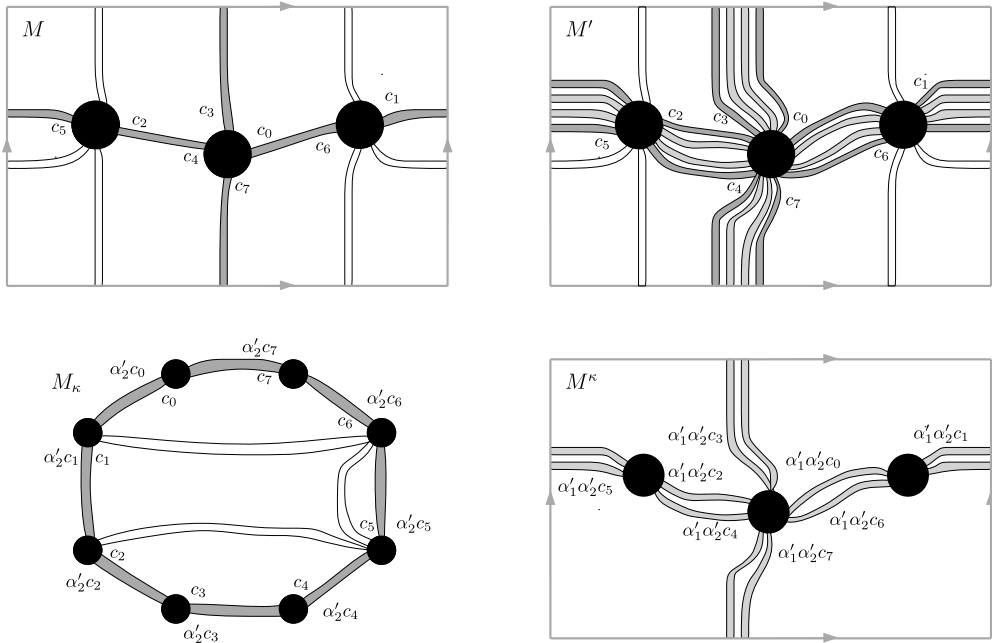 M
c₃
c₁
c₅
c₂
c₀
c₄
c₆
c₇
M′
c₁
c₂
c₃
c₀
c₅
c₆
c₄
c₇
M_κ
α′₂c₀
α′₂c₇
c₀
c₇
α′₂c₆
c₆
α′₂c₁
c₁
c₅
α′₂c₅
c₂
α′₂c₂
c₃
c₄
α′₂c₄
α′₂c₃
M^κ
α′₁α′₂c₃
α′₁α′₂c₁
α′₁α′₂c₂
α′₁α′₂c₀
α′₁α′₂c₅
α′₁α′₂c₄
α′₁α′₂c₆
α′₁α′₂c₇